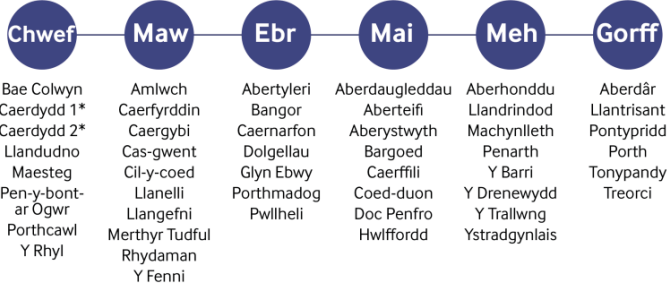 Chwef
Maw
Ebr
Mai
Meh
Gorff
Bae Colwyn
Caerdydd 1*
Caerdydd 2*
Llandudno
Maesteg
Pen-y-bont-
ar Ogwr
Porthcawl
Y Rhyl
Amlwch
Caerfyrddin
Caergybi
Cas-gwent
Cil-y-coed
Llanelli
Llangefni
Merthyr Tudful
Rhydaman
Y Fenni
Abertyleri
Bangor
Caernarfon
Dolgellau
Glyn Ebwy
Porthmadog
Pwllheli
Aberdaugleddau
Aberteifi
Aberystwyth
Bargoed
Caerffili
Coed-duon
Doc Penfro
Hwlffordd
Aberhonddu
Llandrindod
Machynlleth
Penarth
Y Barri
Y Drenewydd
Y Trallwng
Ystradgynlais
Aberdâr
Llantrisant
Pontypridd
Porth
Tonypandy
Treorci